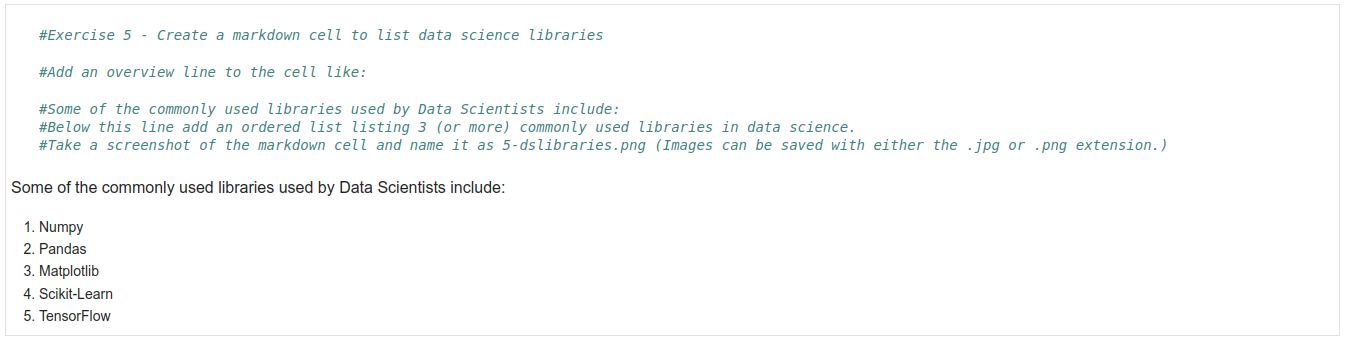 #Exercise 5 - Create a markdown cell to list data science libraries
#Add an overview line to the cell like:
#Some of the commonly used libraries used by Data Scientists include:
#Below this line add an ordered list listing 3 (or more) commonly used libraries in data science.
#Take a screenshot of the markdown cell and name it as 5-dslibraries.png (Images can be saved with either the .jpg or .png extension.)
Some of the commonly used libraries used by Data Scientists include:
1. Numpy
2. Pandas
3. Matplotlib
4. Scikit-Learn
5. TensorFlow